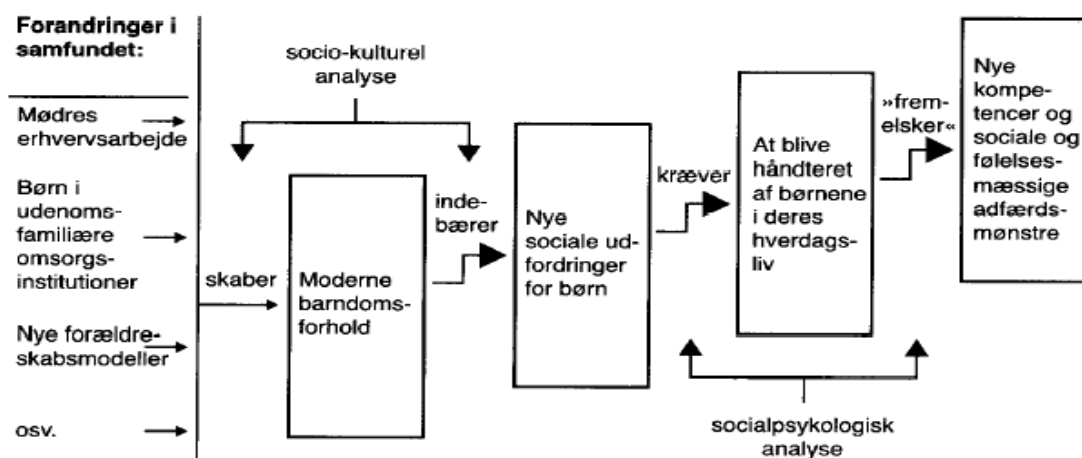 Forandringer i
samfundet:
Mødres
erhvervsarbejde
Børn i
udenoms-
familiære
omsorgs-
institutioner
Nye forældre-
skabsmodeller
osv.
skaber
socio-kulturel
analyse
Moderne
barndoms-
forhold
inde-
bærer
Nye
sociale ud-
fordringer
for børn
kræver
At blive
håndteret
af børnene
i deres
hverdags-
liv
socialpsykologisk
analyse
»frem-
elsker«
Nye
kompe-
tencer og
sociale og
følelses-
mæssige
adfærds-
mønstre